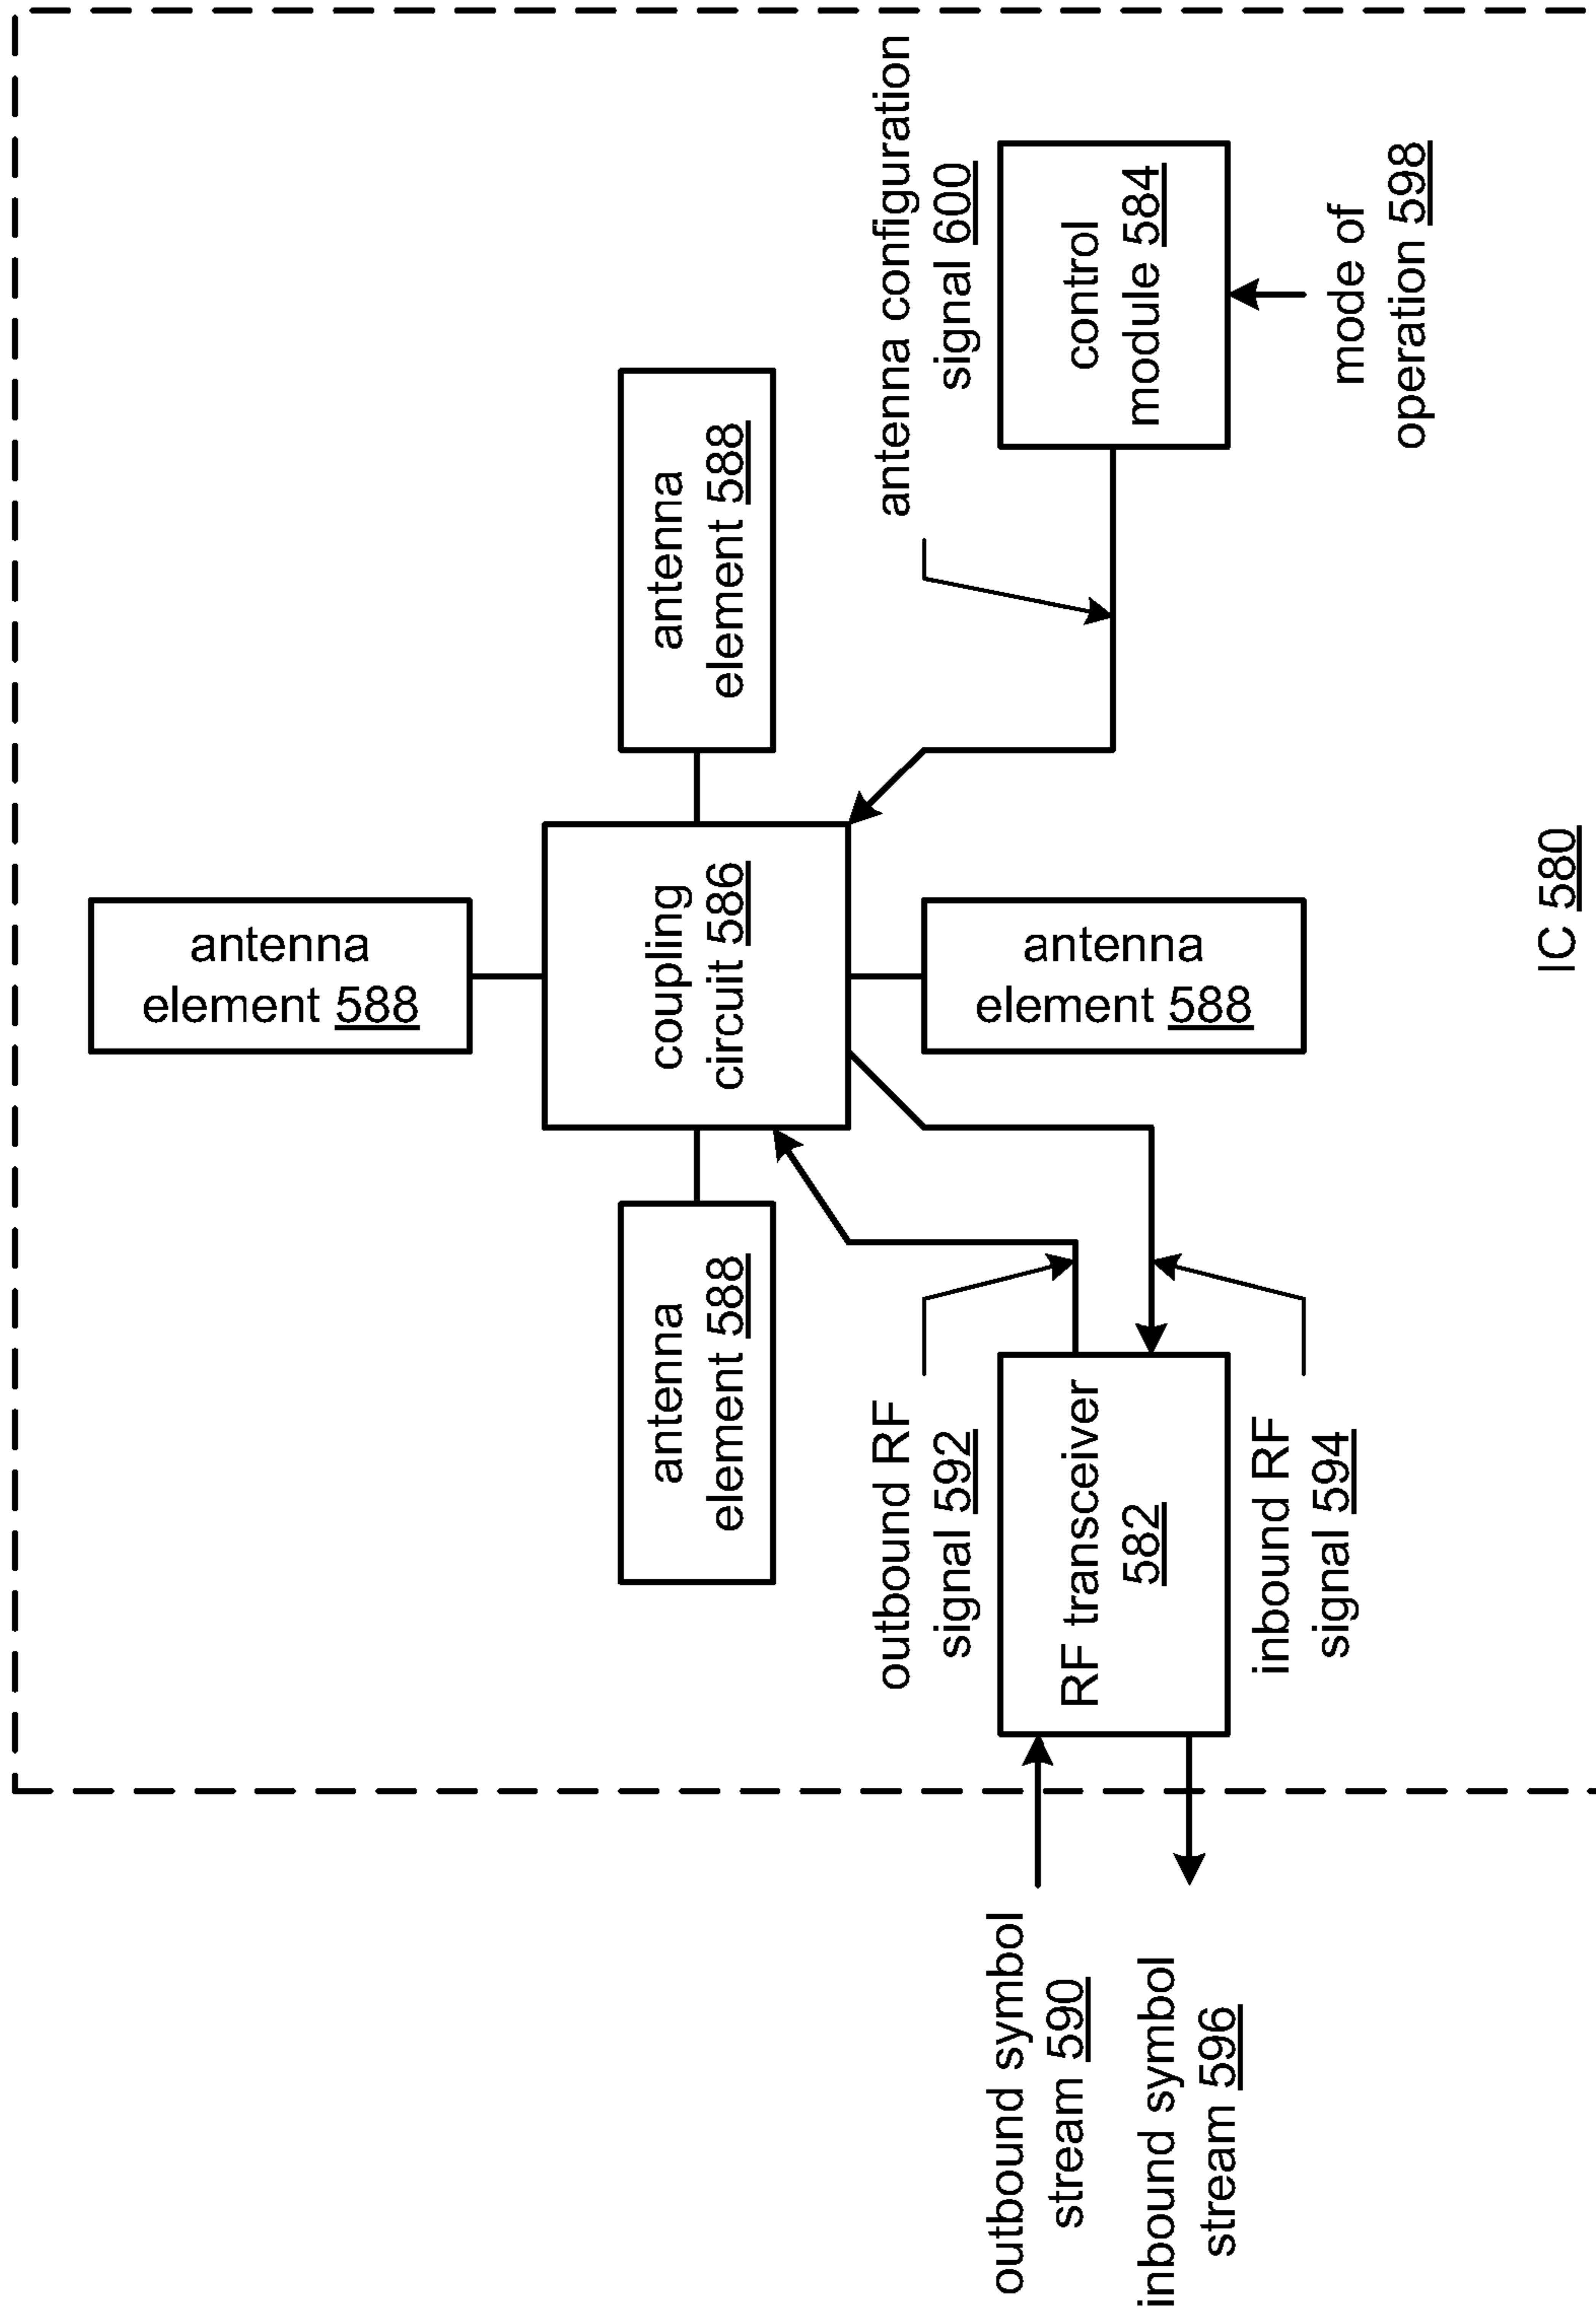 antenna
element 588
antenna
element 588
coupling
circuit 586
antenna
element 588
antenna
element 588
outbound RF
signal 592
antenna configuration
signal 600
outbound symbol
stream 590
RF transceiver
582
control
module 584
inbound symbol
stream 596
inbound RF
signal 594
mode of
operation 598
IC 580